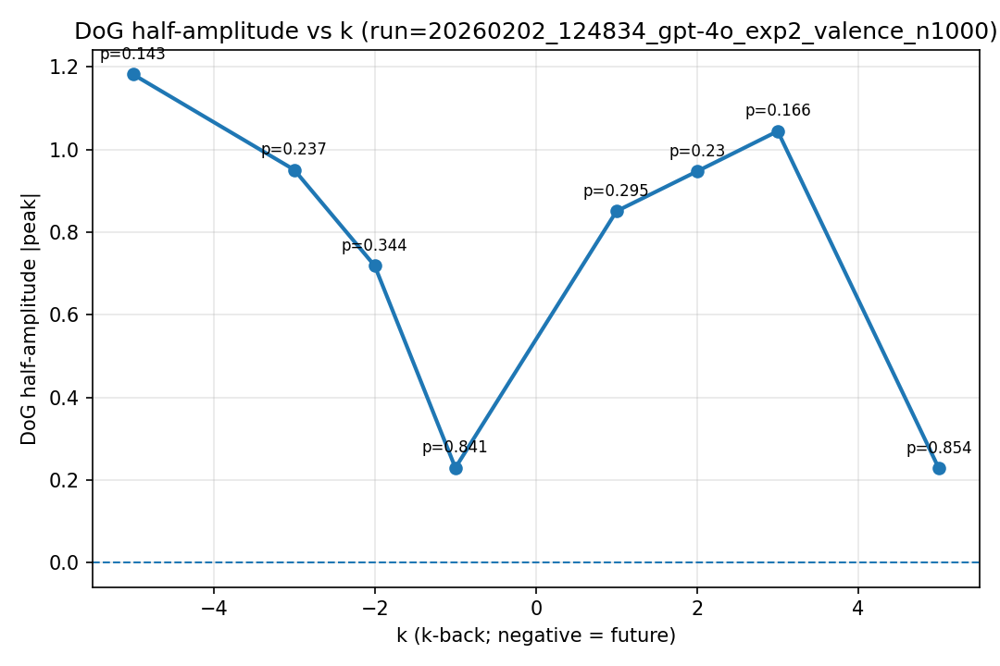 DoG half-amplitude vs k (run=20260202_124834_gpt-4o_exp2_valence_n1000)
DoG half-amplitude |peak|
1.2
1.0
0.8
0.6
0.4
0.2
0.0
p=0.143
p=0.237
p=0.344
p=0.841
p=0.295
p=0.23
p=0.166
p=0.854
−4
−2
0
2
4
k (k-back; negative = future)